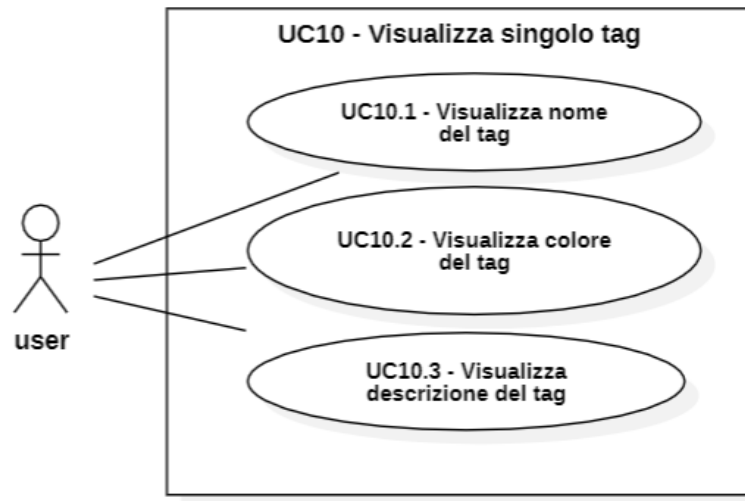 UC10 - Visualizza singolo tag
UC10.1 - Visualizza nome
del tag
UC10.2 - Visualizza colore
del tag
user
UC10.3 - Visualizza
descrizione del tag